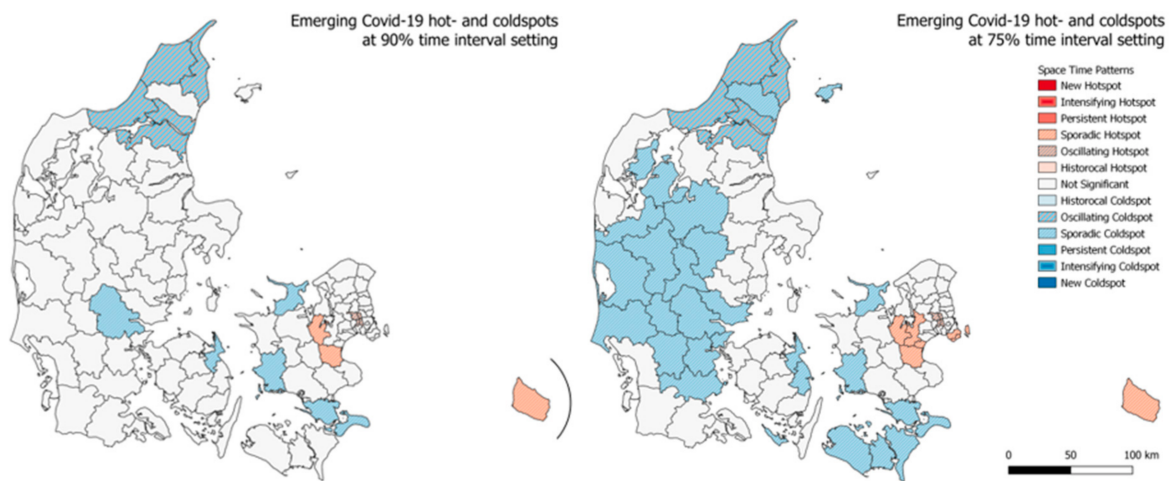 Emerging Covid-19 hot- and coldspots
at 90% time interval setting
Emerging Covid-19 hot- and coldspots
at 75% time interval setting
Space Time Patterns
New Hotspot
Intensifying Hotspot
Persistent Hotspot
Sporadic Hotspot
Oscillating Hotspot
Historocal Hotspot
Not Significant
Historocal Coldspot
Oscillating Coldspot
Sporadic Coldspot
Persistent Coldspot
Intensifying Coldspot
New Coldspot
0 50 100 km